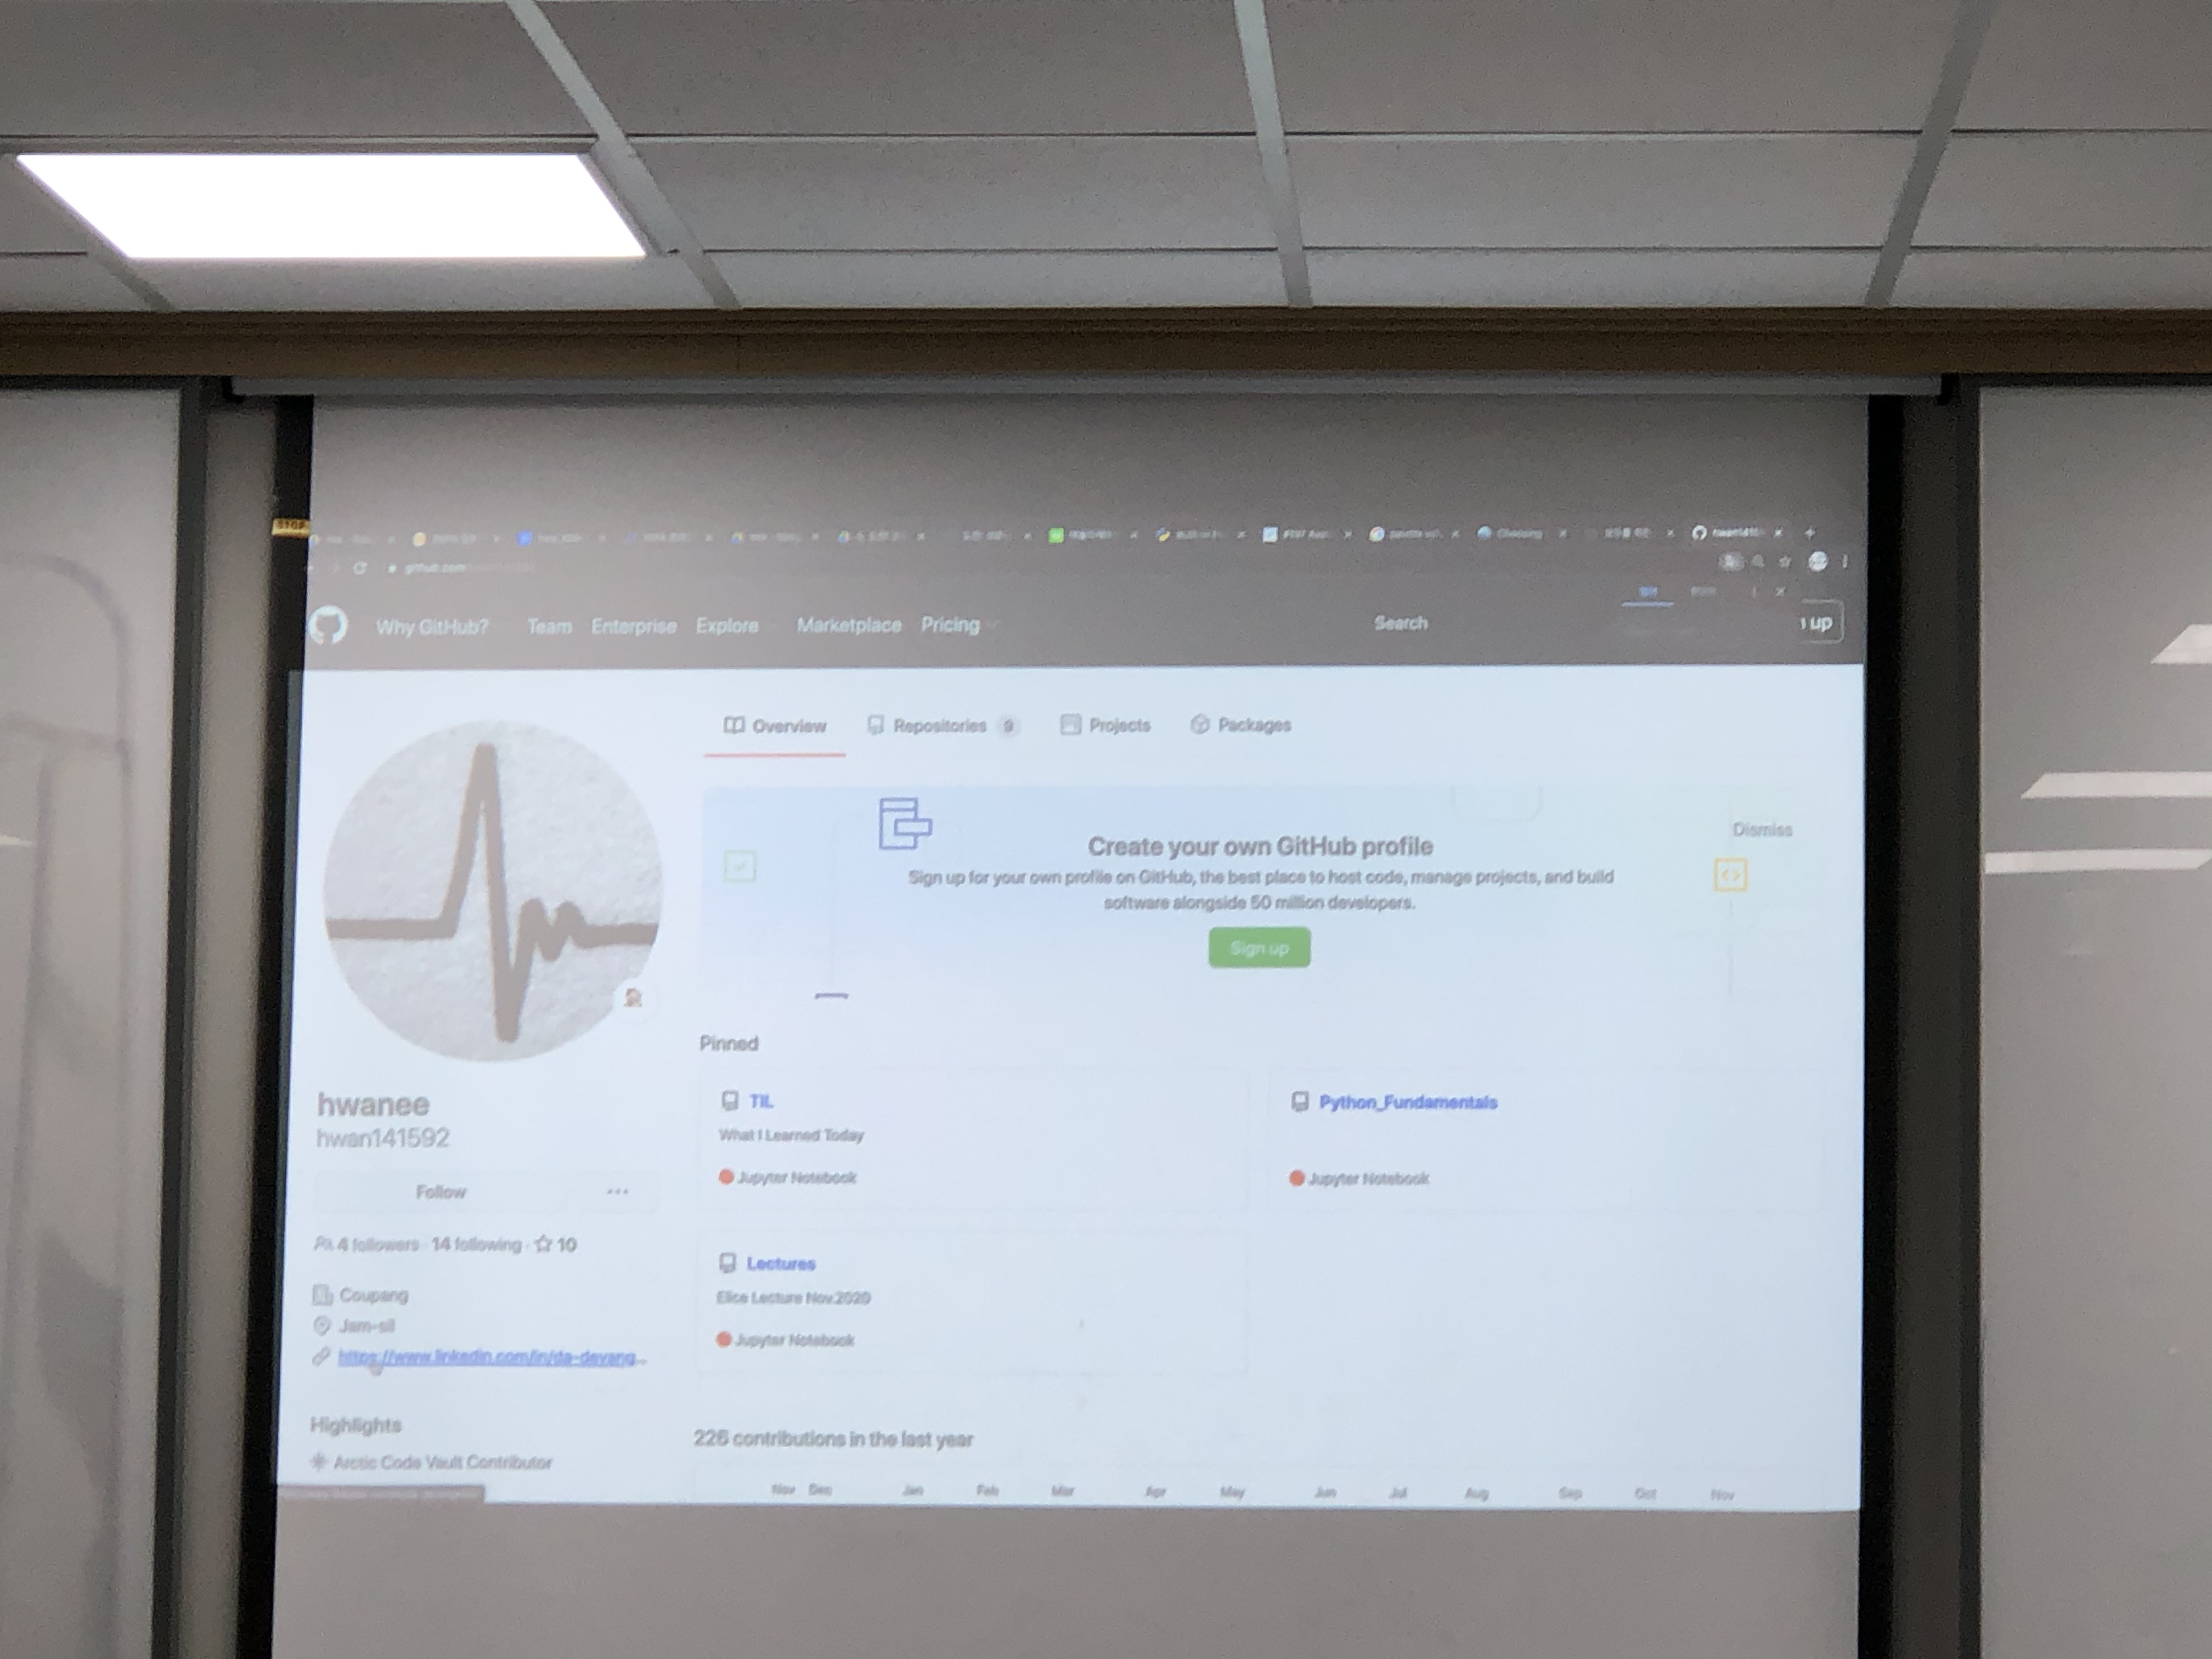 STOP
github.com
Why GitHub? Team Enterprise Explore Marketplace Pricing Search up
Overview Repositories 9 Projects Packages
Create your own GitHub profile
Dismiss
Sign up for your own profile on GitHub, the best place to host code, manage projects, and build
software alongside 50 million developers.
Sign up
Pinned
hwanee
hwan141592
Follow
4 followers · 14 following · 10
Coupang
Jam-sil
https://www.linkedin.com/in/da-deyang...
Highlights
Arctic Code Vault Contributor
TIL
What I Learned Today
Jupyter Notebook
Python_Fundamentals
Jupyter Notebook
Lectures
Elice Lecture Nov.2020
Jupyter Notebook
226 contributions in the last year
Nov Dec Jan Feb Mar Apr May Jun Jul Aug Sep Oct Nov